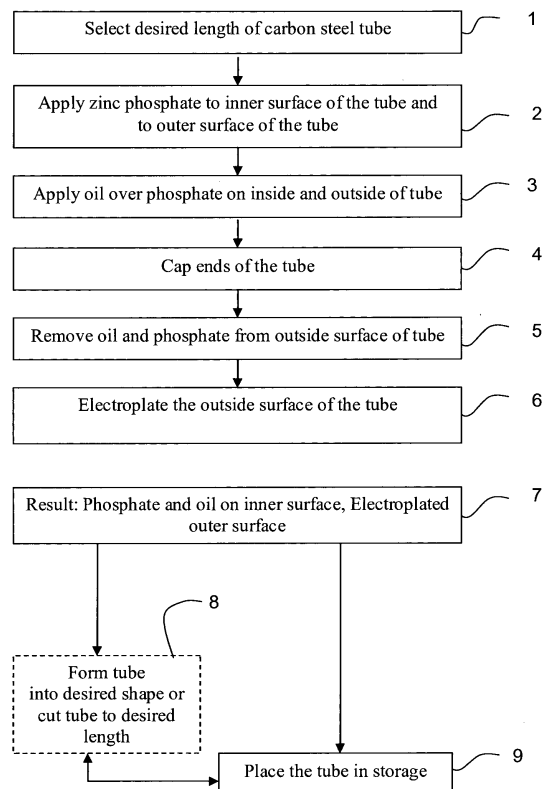 Select desired length of carbon steel tube
1
Apply zinc phosphate to inner surface of the tube and
to outer surface of the tube
2
Apply oil over phosphate on inside and outside of tube
3
Cap ends of the tube
4
Remove oil and phosphate from outside surface of tube
5
Electroplate the outside surface of the tube
6
Result: Phosphate and oil on inner surface, Electroplated
outer surface
7
8
Form tube
into desired shape or
cut tube to desired
length
Place the tube in storage
9